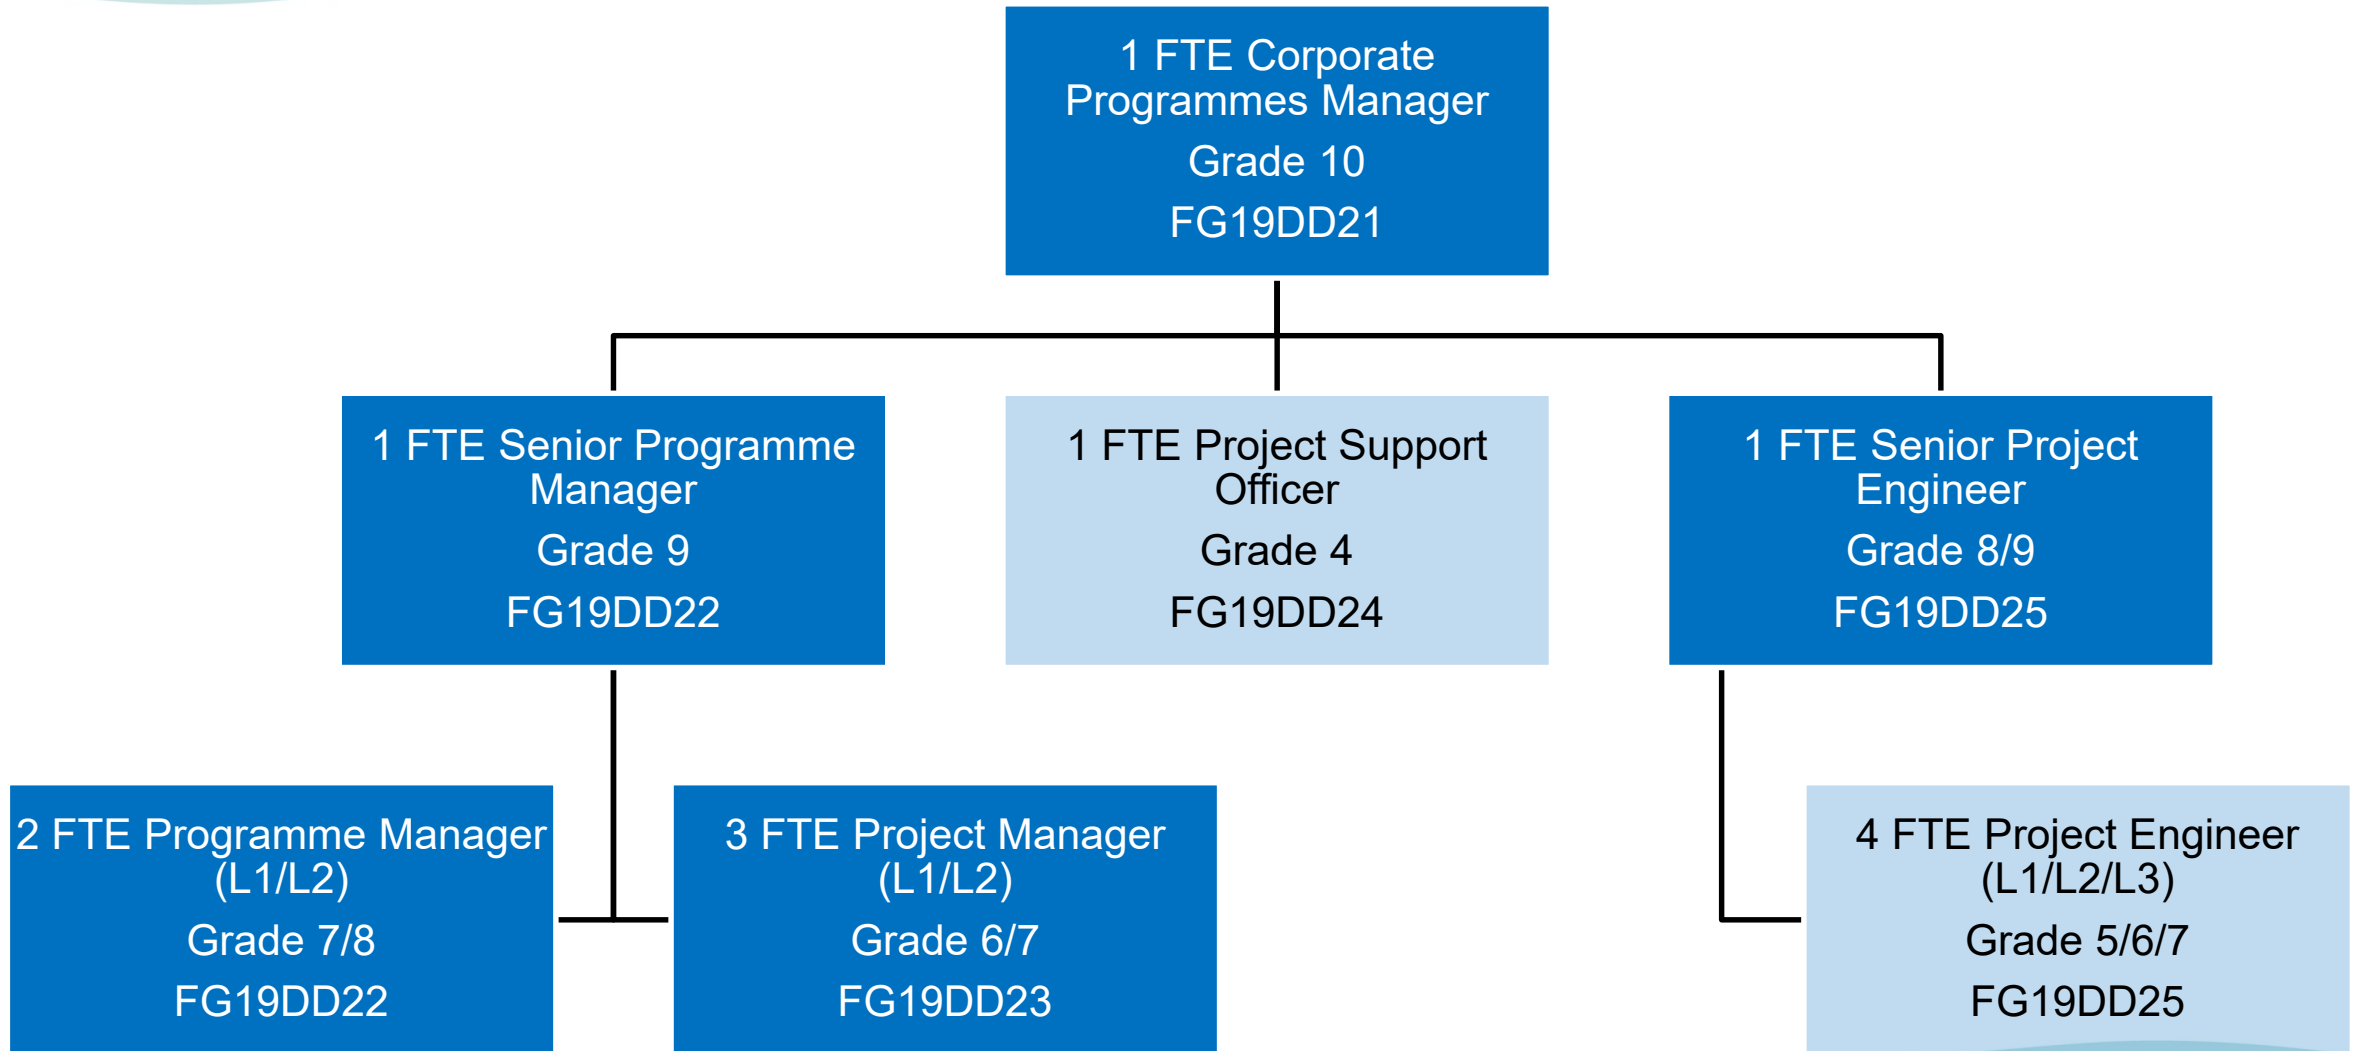 1 FTE Corporate
Programmes Manager
Grade 10
FG19DD21
1 FTE Senior Programme
Manager
Grade 9
FG19DD22
1 FTE Project Support
Officer
Grade 4
FG19DD24
1 FTE Senior Project
Engineer
Grade 8/9
FG19DD25
2 FTE Programme Manager
(L1/L2)
Grade 7/8
FG19DD22
3 FTE Project Manager
(L1/L2)
Grade 6/7
FG19DD23
4 FTE Project Engineer
(L1/L2/L3)
Grade 5/6/7
FG19DD25